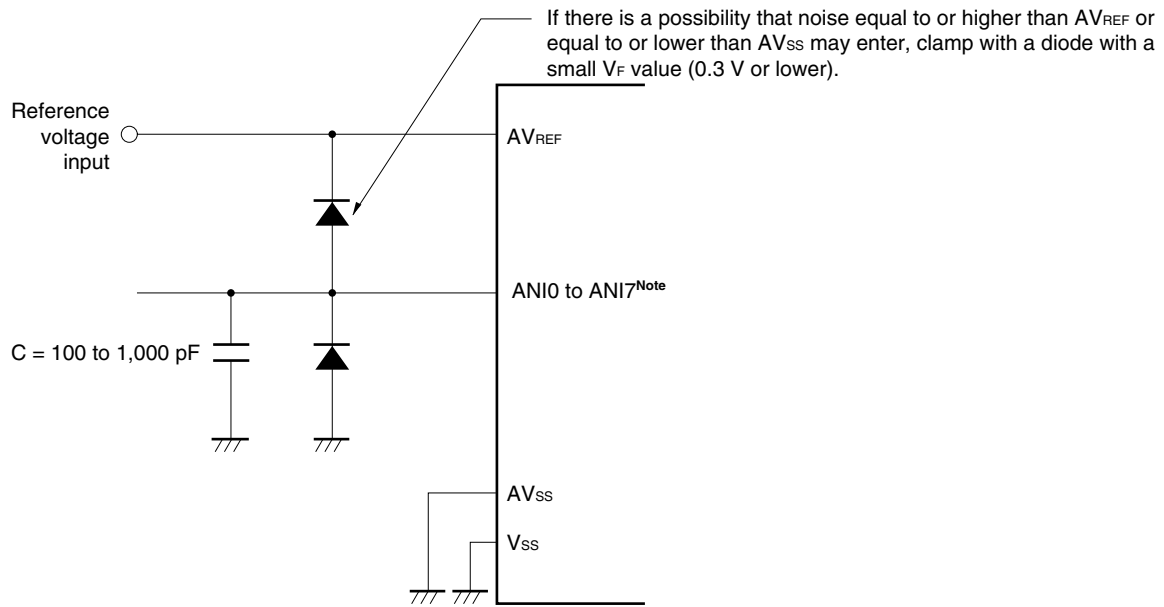 If there is a possibility that noise equal to or higher than AVREF or
equal to or lower than AVSS may enter, clamp with a diode with a
small VF value (0.3 V or lower).
Reference
voltage
input
AVREF
ANI0 to ANI7Note
C = 100 to 1,000 pF
AVSS
VSS